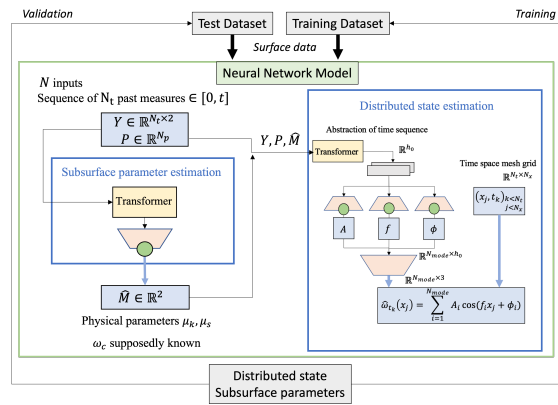 Validation
Test Dataset
Training Dataset
Training
Surface data
Neural Network Model
N inputs
Sequence of N_t past measures ∈ [0, t]
Y ∈ ℝ^{N_t×2}
P ∈ ℝ^{N_p}
Subsurface parameter estimation
Transformer
M̂ ∈ ℝ²
Physical parameters μ_k, μ_s
ω_c supposedly known
Y, P, M̂
Distributed state estimation
Abstraction of time sequence
Transformer
ℝ^{h_0}
Time space mesh grid
ℝ^{N_t×N_x}
(x_j, t_k)_{k<N_t
j<N_x}
A
f
ϕ
ℝ^{N_mode×h_0}
ℝ^{N_mode×3}
ω̂_{t_k}(x_j) = ∑_{i=1}^{N_mode} A_i cos(f_i x_j + ϕ_i)
Distributed state
Subsurface parameters